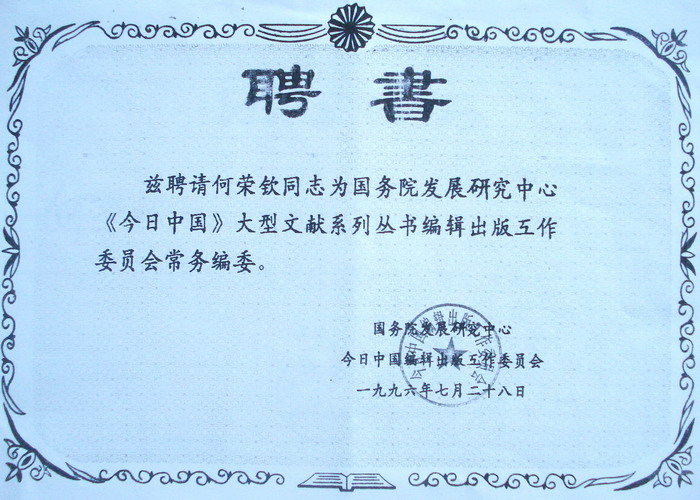 聘书
兹聘请何荣钦同志为国务院发展研究中心
《今日中国》大型文献系列丛书编辑出版互作
委员会常务编委。
国务院发展研究中心
今日中国编辑出版互作委员会
一九九六年七月二十八日